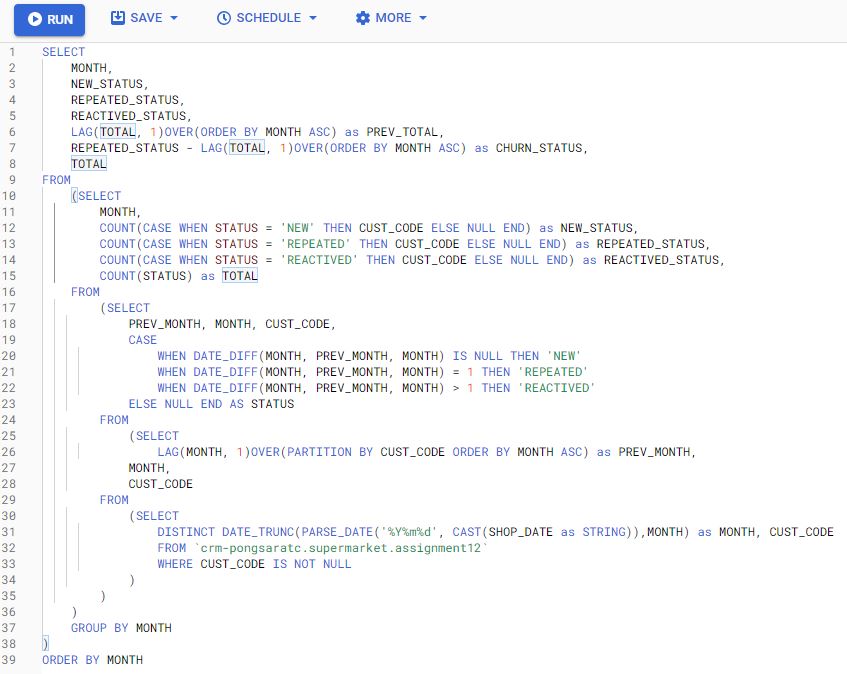 RUN SAVE SCHEDULE MORE
1 SELECT
2 MONTH,
3 NEW_STATUS,
4 REPEATED_STATUS,
5 REACTIVED_STATUS,
6 LAG(TOTAL, 1)OVER(ORDER BY MONTH ASC) as PREV_TOTAL,
7 REPEATED_STATUS - LAG(TOTAL, 1)OVER(ORDER BY MONTH ASC) as CHURN_STATUS,
8 TOTAL
9 FROM
10 (SELECT
11 MONTH,
12 COUNT(CASE WHEN STATUS = 'NEW' THEN CUST_CODE ELSE NULL END) as NEW_STATUS,
13 COUNT(CASE WHEN STATUS = 'REPEATED' THEN CUST_CODE ELSE NULL END) as REPEATED_STATUS,
14 COUNT(CASE WHEN STATUS = 'REACTIVED' THEN CUST_CODE ELSE NULL END) as REACTIVED_STATUS,
15 COUNT(STATUS) as TOTAL
16 FROM
17 (SELECT
18 PREV_MONTH, MONTH, CUST_CODE,
19 CASE
20 WHEN DATE_DIFF(MONTH, PREV_MONTH, MONTH) IS NULL THEN 'NEW'
21 WHEN DATE_DIFF(MONTH, PREV_MONTH, MONTH) = 1 THEN 'REPEATED'
22 WHEN DATE_DIFF(MONTH, PREV_MONTH, MONTH) > 1 THEN 'REACTIVED'
23 ELSE NULL END AS STATUS
24 FROM
25 (SELECT
26 LAG(MONTH, 1)OVER(PARTITION BY CUST_CODE ORDER BY MONTH ASC) as PREV_MONTH,
27 MONTH,
28 CUST_CODE
29 FROM
30 (SELECT
31 DISTINCT DATE_TRUNC(PARSE_DATE('%Y%m%d', CAST(SHOP_DATE as STRING)),MONTH) as MONTH, CUST_CODE
32 FROM `crm-pongsaratc.supermarket.assignment12`
33 WHERE CUST_CODE IS NOT NULL
34 )
35 )
36 )
37 GROUP BY MONTH
38 )
39 ORDER BY MONTH